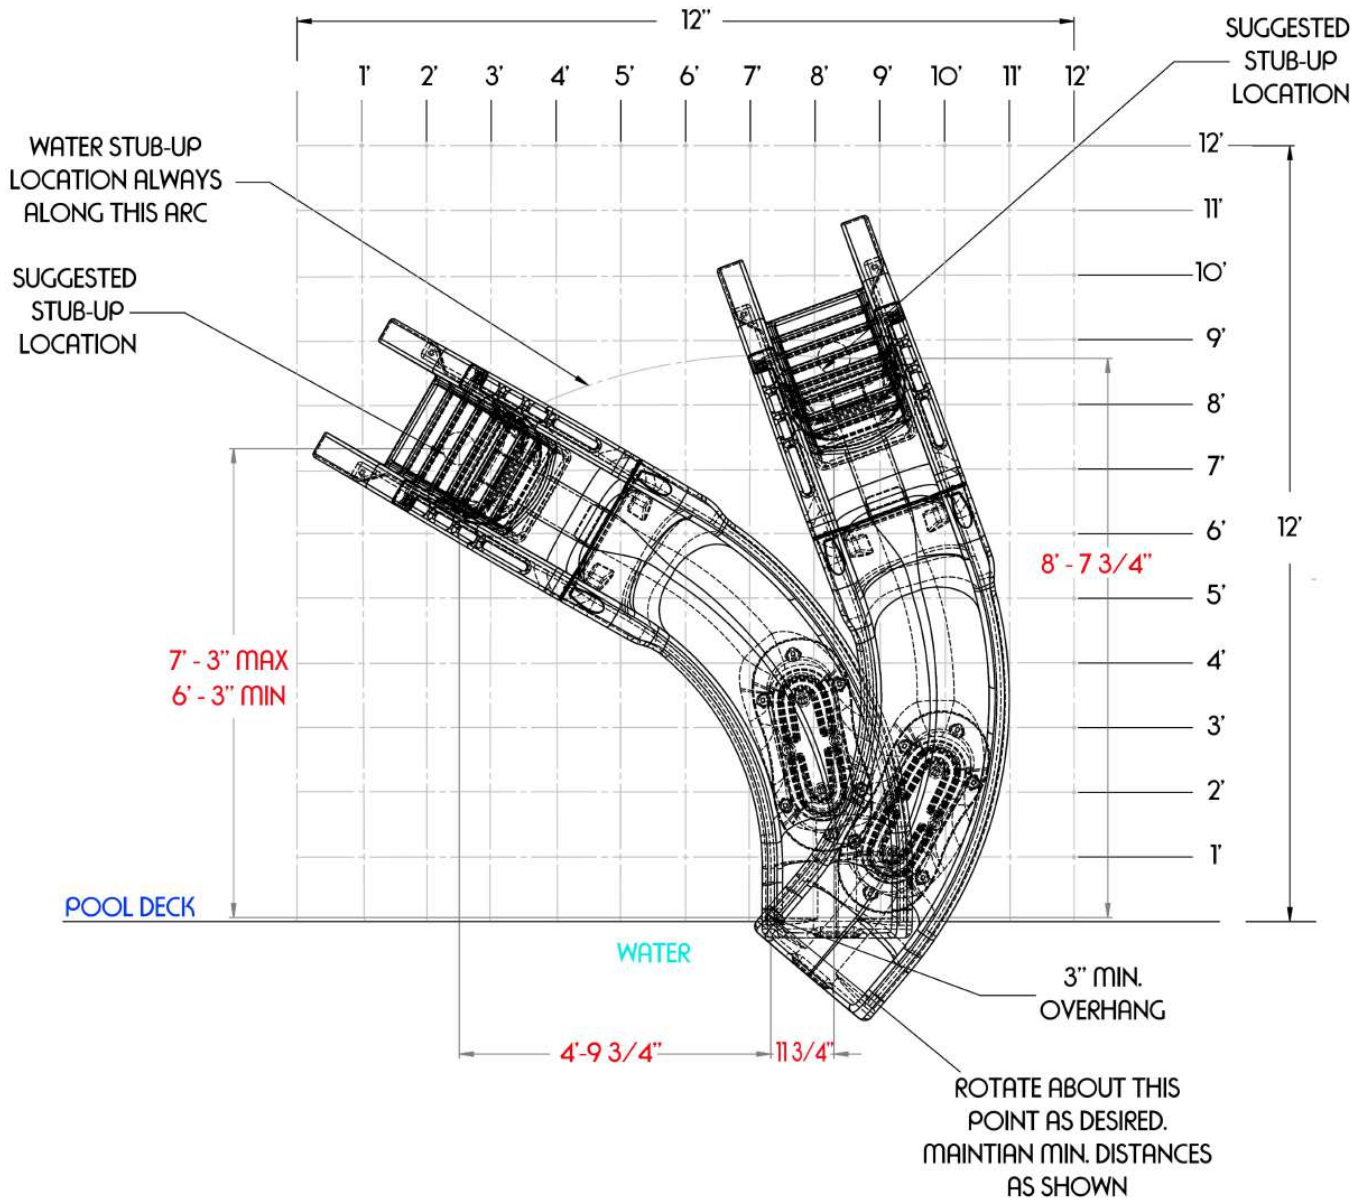 12”
SUGGESTED
STUB-UP
LOCATION
1' 2' 3' 4' 5' 6' 7' 8' 9' 10' 11' 12'
12'
WATER STUB-UP
LOCATION ALWAYS
ALONG THIS ARC
11'
SUGGESTED
STUB-UP
LOCATION
10'
9'
8'
7'
6'
12'
8' - 7 3/4”
5'
7' - 3” MAX
6' - 3” MIN
4'
3'
2'
1'
POOL DECK
WATER
3” MIN.
OVERHANG
4'-9 3/4”
11 3/4”
ROTATE ABOUT THIS
POINT AS DESIRED.
MAINTIAN MIN. DISTANCES
AS SHOWN